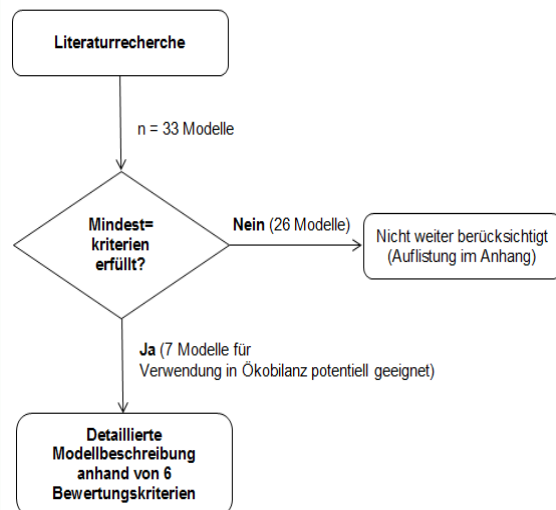 Literaturrecherche
n = 33 Modelle
Mindest=
kriterien
erfüllt?
Nein (26 Modelle)
Nicht weiter berücksichtigt
(Auflistung im Anhang)
Ja (7 Modelle für
Verwendung in Ökobilanz potentiell geeignet)
Detaillierte
Modellbeschreibung
anhand von 6
Bewertungskriterien